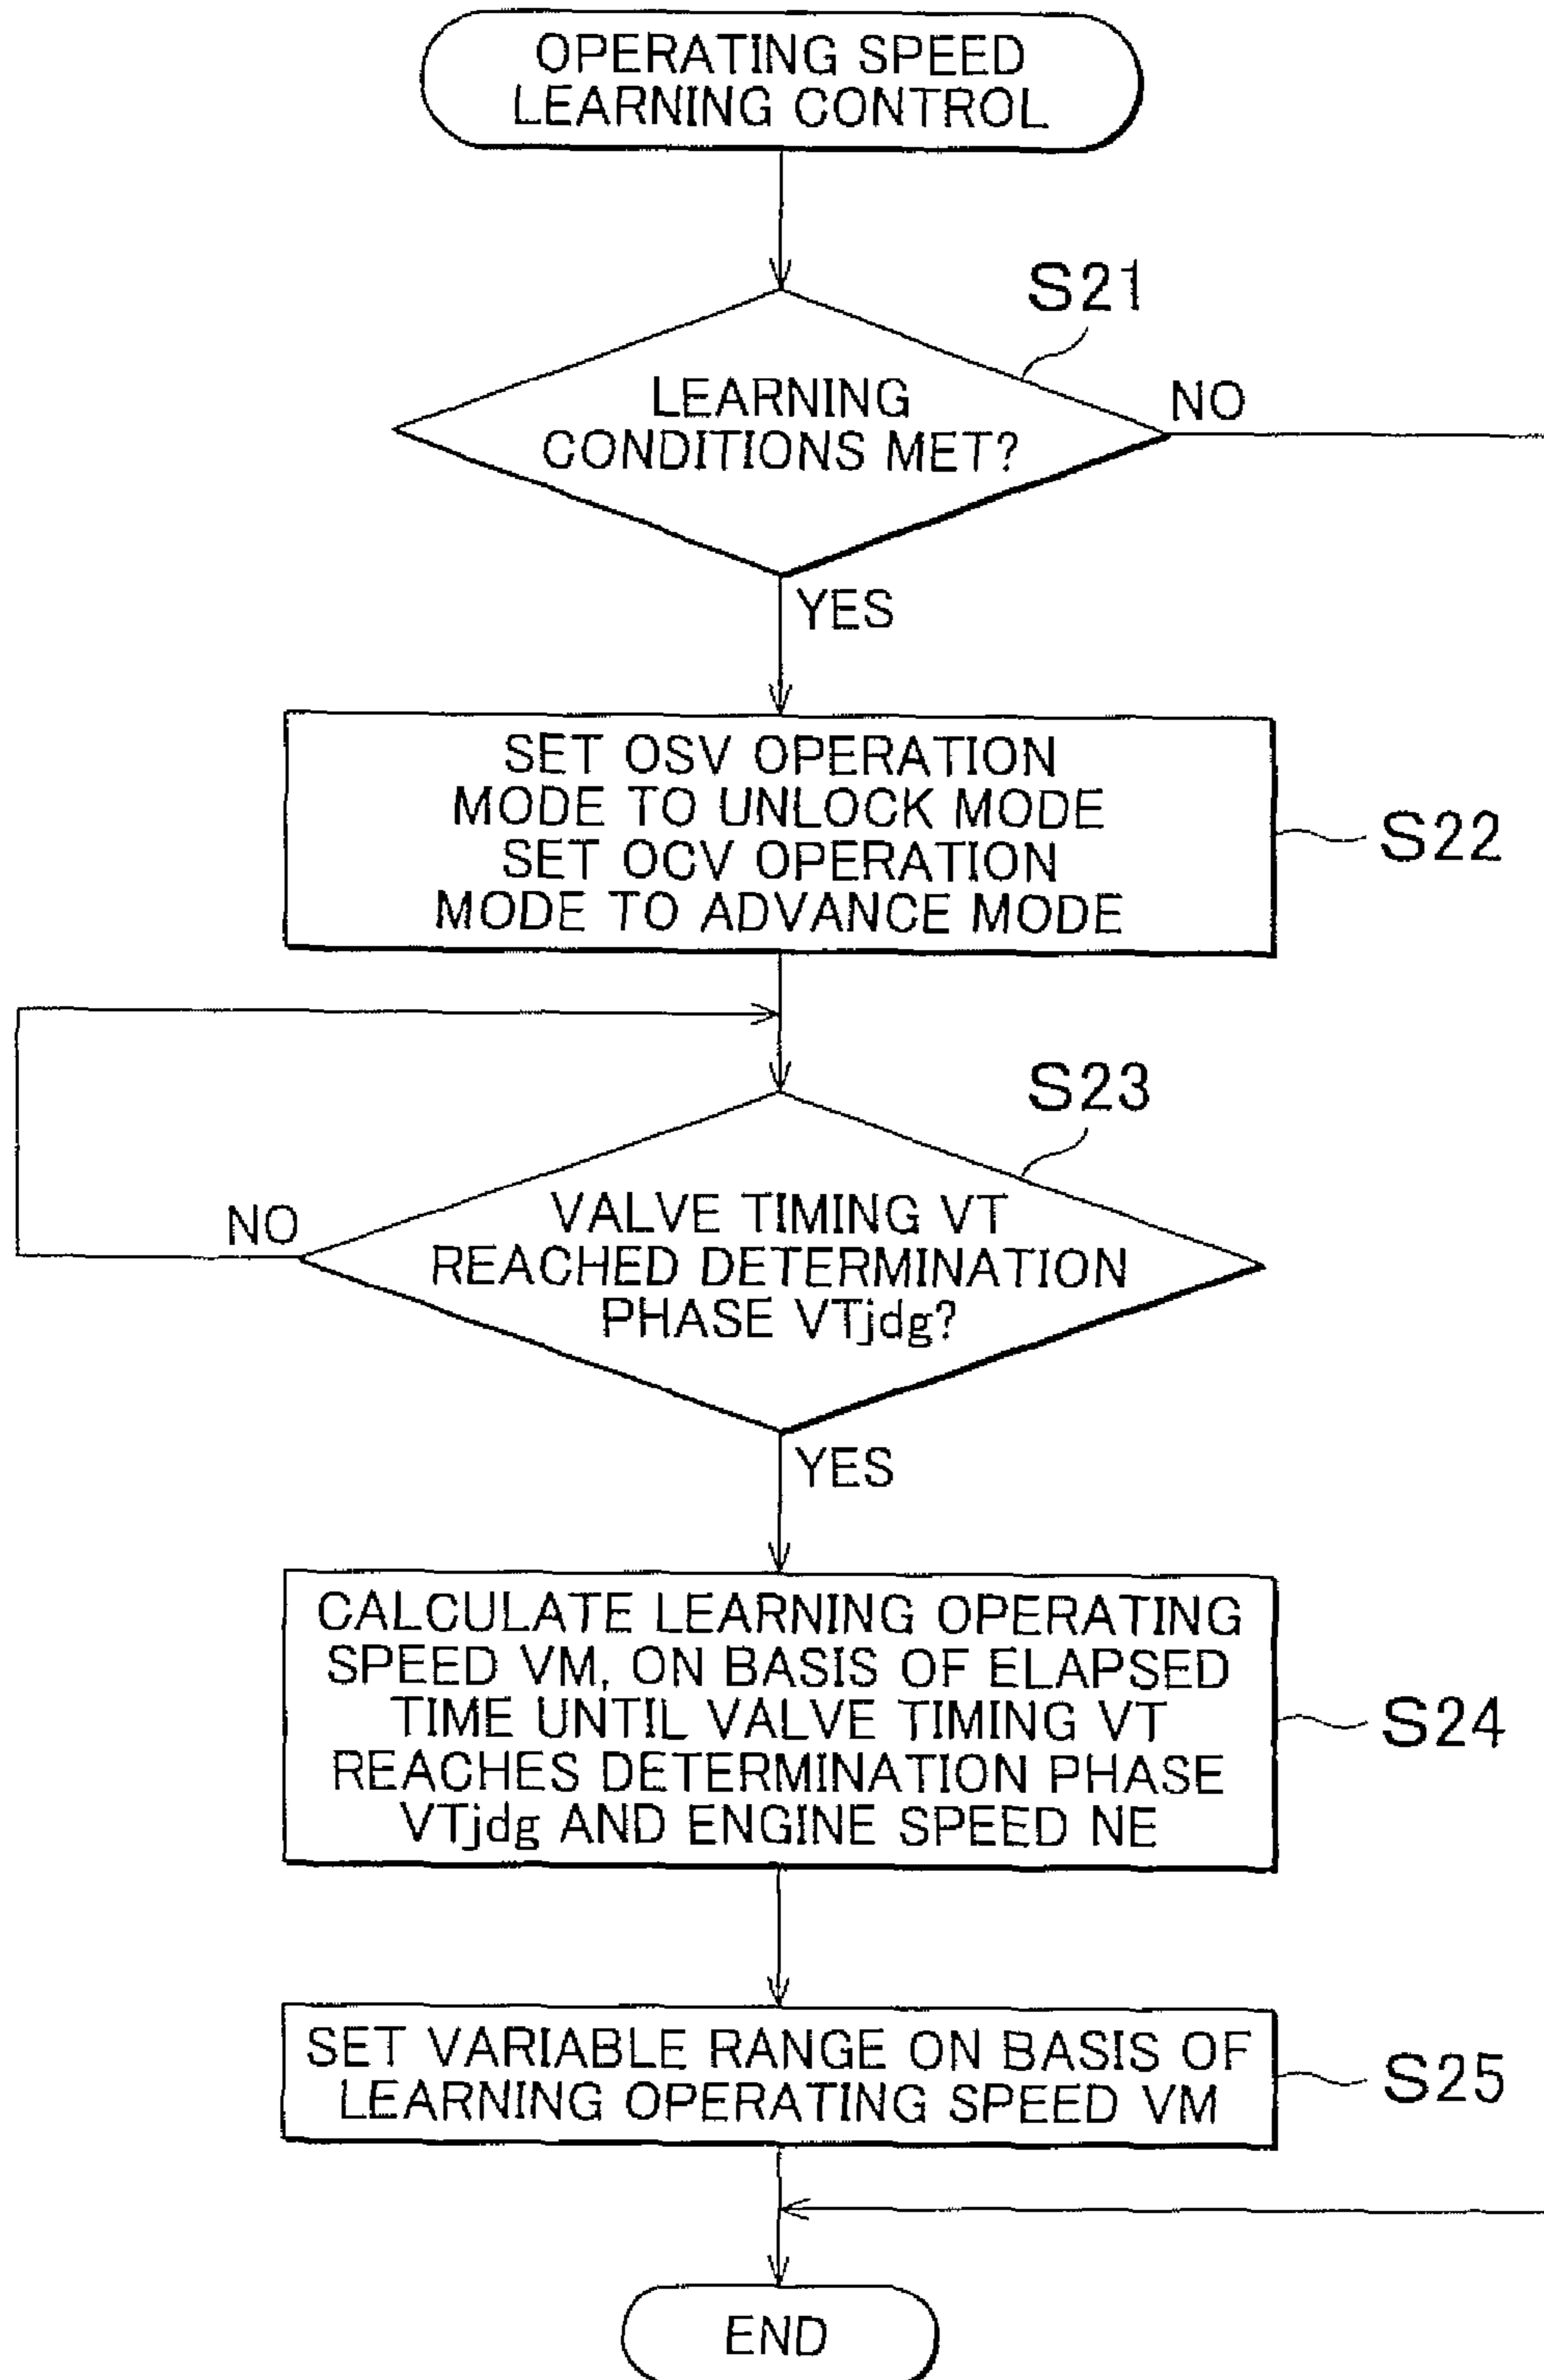 OPERATING SPEED
LEARNING CONTROL
S21
LEARNING
CONDITIONS MET?
NO
YES
SET OSV OPERATION
MODE TO UNLOCK MODE
SET OCV OPERATION
MODE TO ADVANCE MODE
S22
S23
VALVE TIMING VT
REACHED DETERMINATION
PHASE VTjdg?
NO
YES
CALCULATE LEARNING OPERATING
SPEED VM, ON BASIS OF ELAPSED
TIME UNTIL VALVE TIMING VT
REACHES DETERMINATION PHASE
VTjdg AND ENGINE SPEED NE
S24
SET VARIABLE RANGE ON BASIS OF
LEARNING OPERATING SPEED VM
S25
END